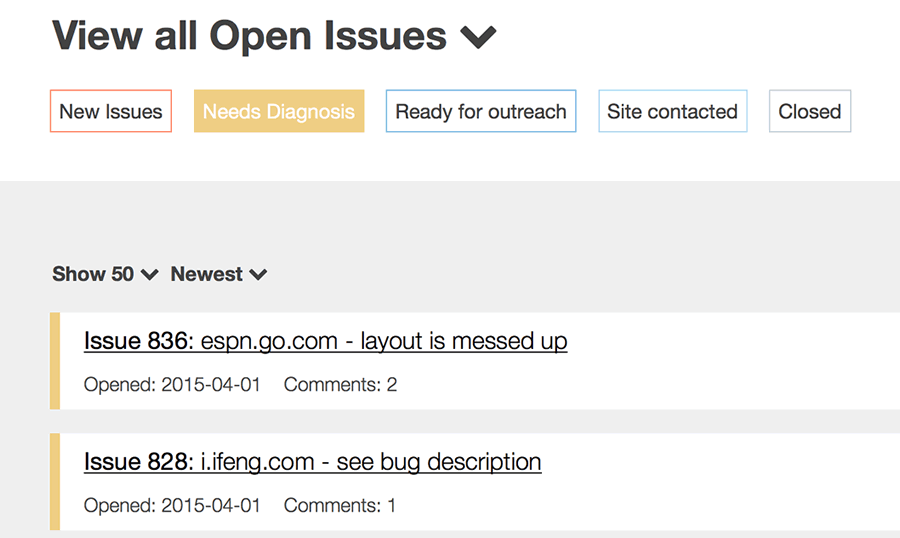 View all Open Issues
New Issues Needs Diagnosis Ready for outreach Site contacted Closed
Show 50 Newest
Issue 836: espn.go.com - layout is messed up
Opened: 2015-04-01 Comments: 2
Issue 828: i.ifeng.com - see bug description
Opened: 2015-04-01 Comments: 1